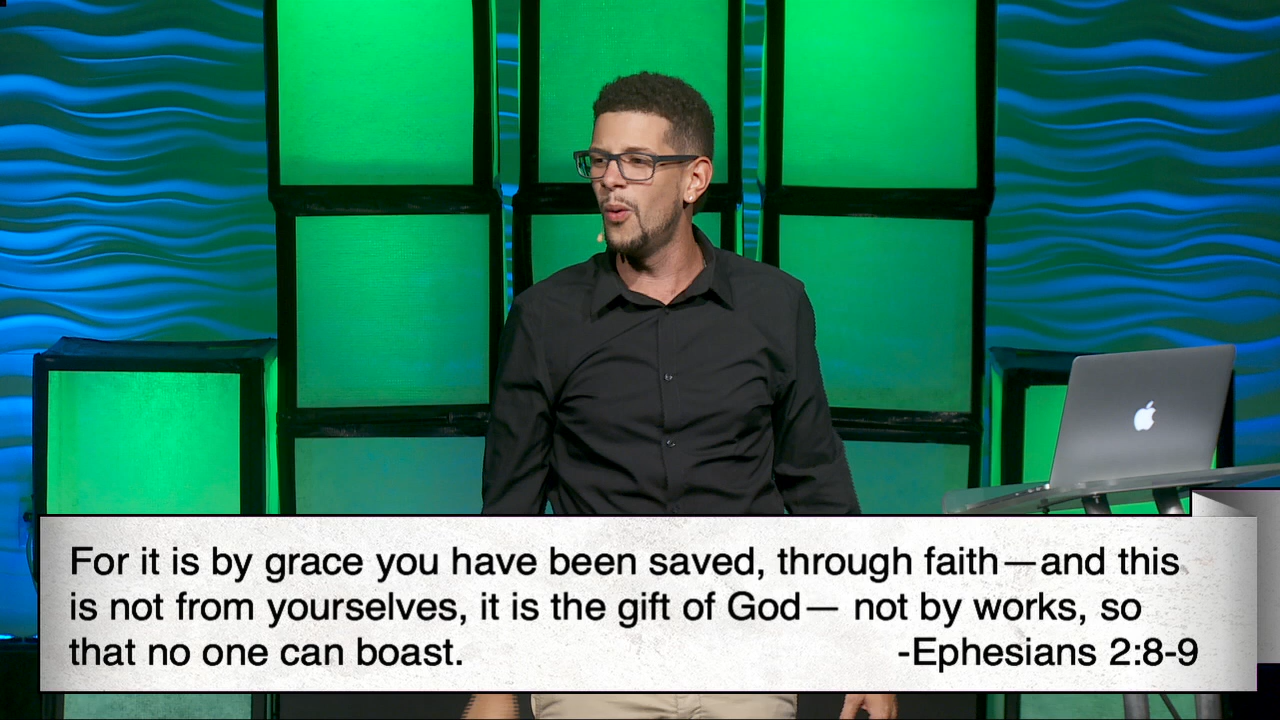 For it is by grace you have been saved, through faith—and this
is not from yourselves, it is the gift of God— not by works, so
that no one can boast. -Ephesians 2:8-9